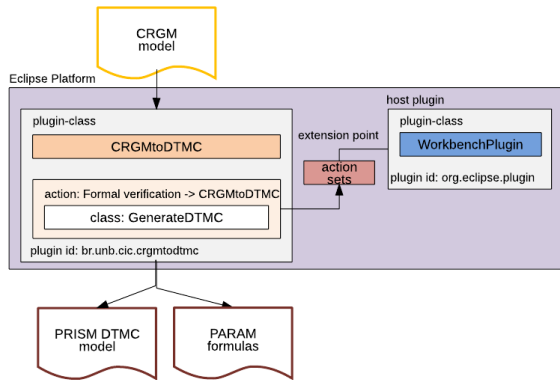 CRGM
model
Eclipse Platform
host plugin
plugin-class
plugin-class
extension point
CRGMtoDTMC
WorkbenchPlugin
action
sets
plugin id: org.eclipse.plugin
action: Formal verification -> CRGMtoDTMC
class: GenerateDTMC
plugin id: br.unb.cic.crgmtodtmc
PRISM DTMC
model
PARAM
formulas